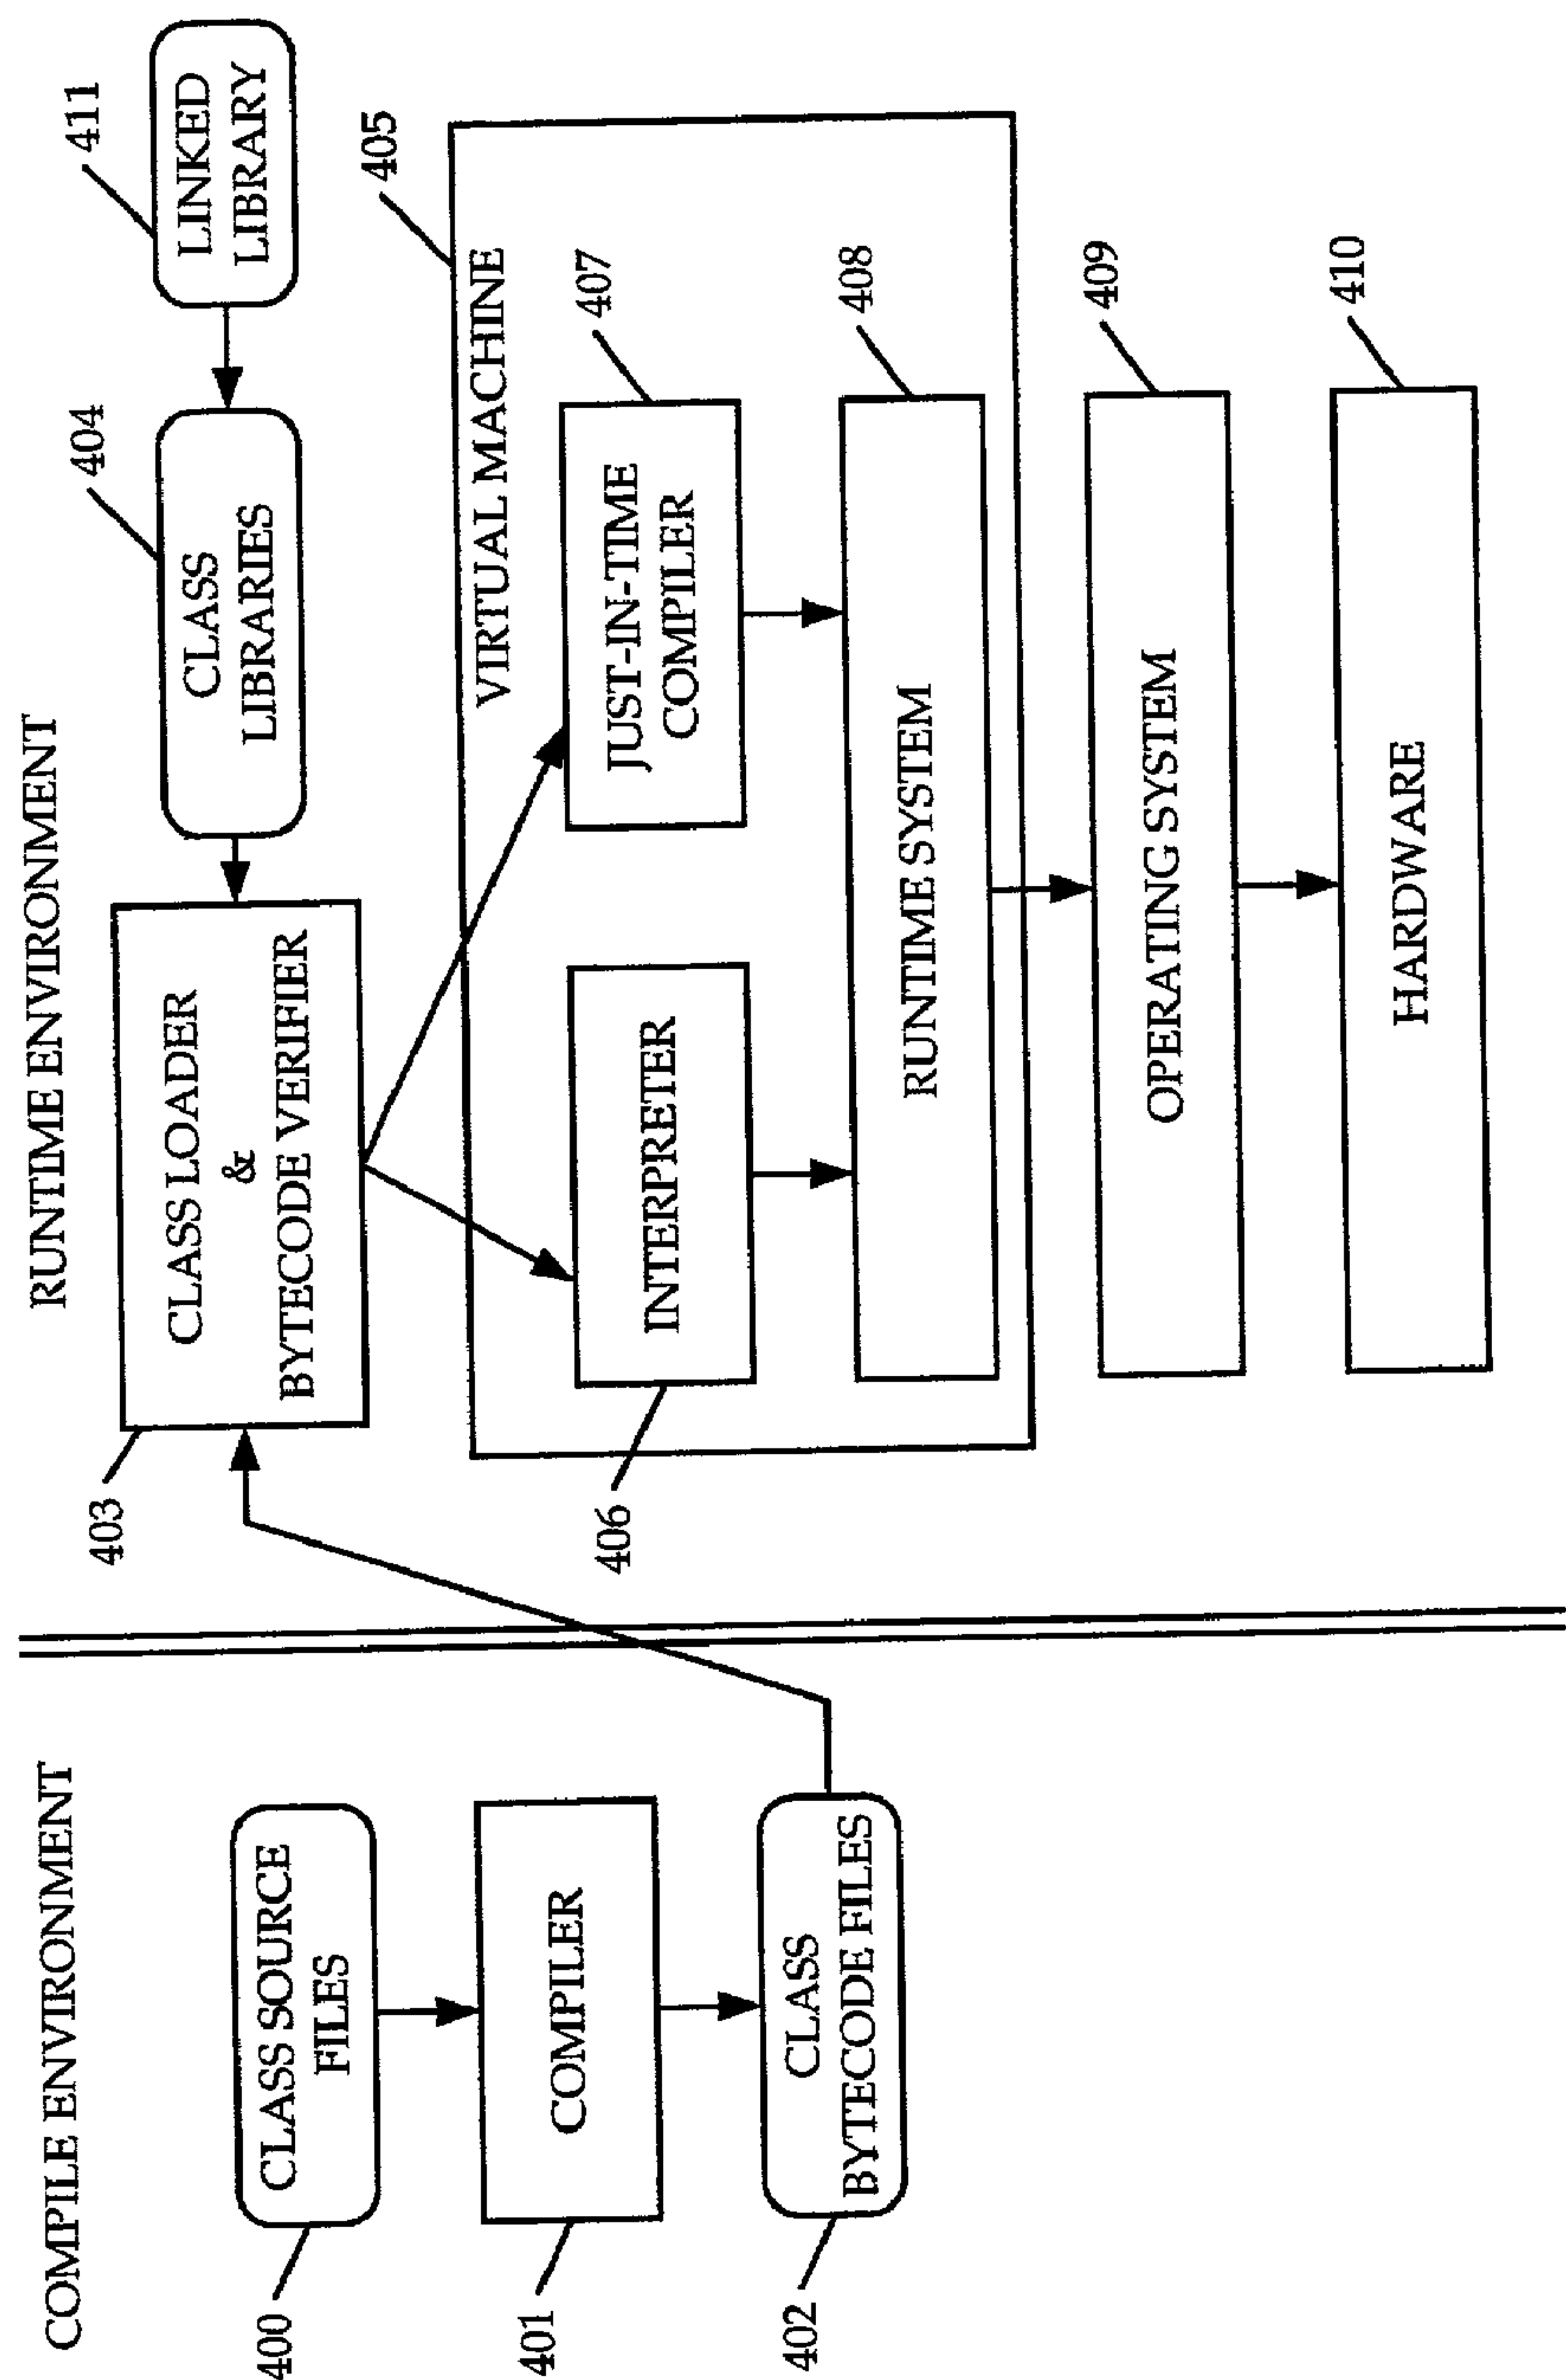 COMPILE ENVIRONMENT
400
CLASS SOURCE
FILES
401
COMPILER
402
CLASS
BYTECODE FILES
RUNTIME ENVIRONMENT
403
CLASS LOADER
&
BYTECODE VERIFIER
404
CLASS
LIBRARIES
411
LINKED
LIBRARY
405
VIRTUAL MACHINE
406
INTERPRETER
407
JUST-IN-TIME
COMPILER
408
RUNTIME SYSTEM
409
OPERATING SYSTEM
410
HARDWARE